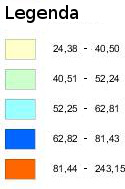 Legenda
24,38 - 40,50
40,51 - 52,24
52,25 - 62,81
62,82 - 81,43
81,44 - 243,15